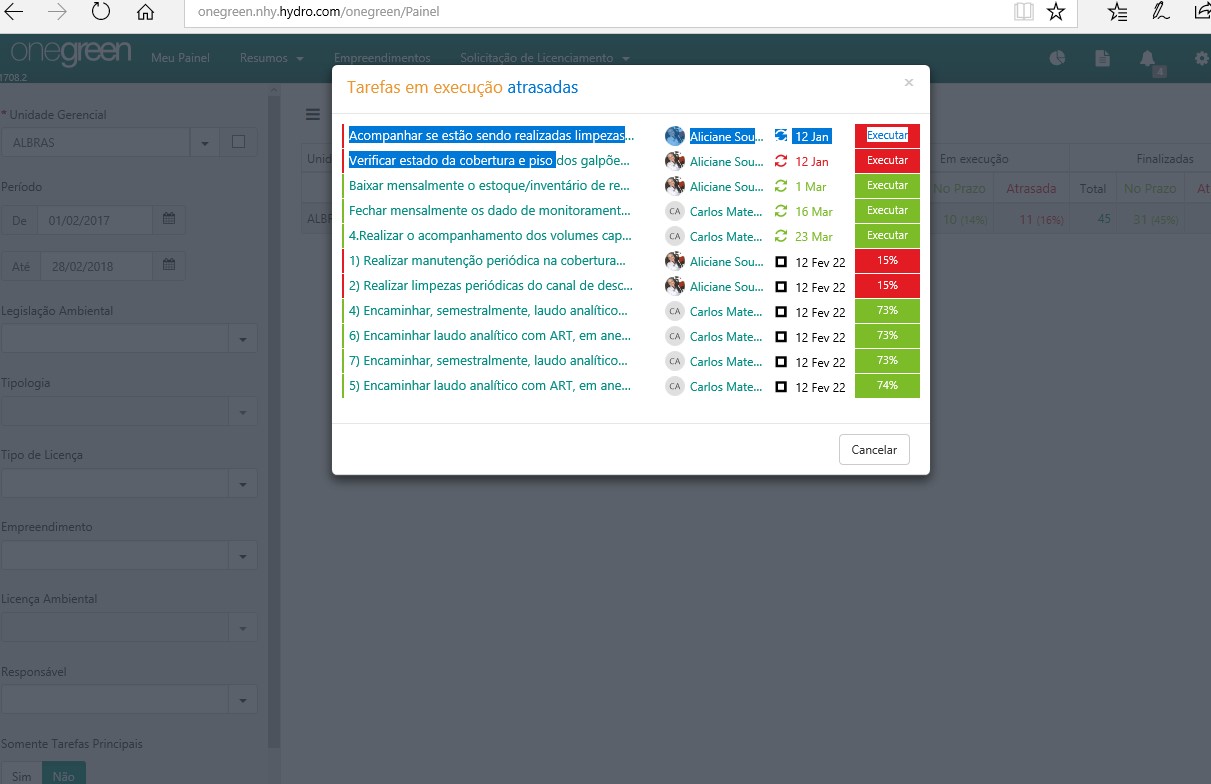 onegreen.nhy.hydro.com/onegreen/Painel
onegreen Meu Painel Resumos Empreendimentos Solicitação de Licenciamento 4
1708.2
* Unidade Gerencial
ALBRAS
Período
De 01/02/2017
Até 28/02/2018
Legislação Ambiental
Tipologia
Tipo de Licença
Empreendimento
Licença Ambiental
Responsável
Somente Tarefas Principais
Sim Não
Tarefas em execução atrasadas ×
Acompanhar se estão sendo realizadas limpezas... Aliciane Sou... 12 Jan Executar
Verificar estado da cobertura e piso dos galpõe... Aliciane Sou... 12 Jan Executar
Baixar mensalmente o estoque/inventário de re... Aliciane Sou... 1 Mar Executar
Fechar mensalmente os dado de monitorament... CA Carlos Mate... 16 Mar Executar
4.Realizar o acompanhamento dos volumes cap... CA Carlos Mate... 23 Mar Executar
1) Realizar manutenção periódica na cobertura... Aliciane Sou... 12 Fev 22 15%
2) Realizar limpezas periódicas do canal de desc... Aliciane Sou... 12 Fev 22 15%
4) Encaminhar, semestralmente, laudo analítico... CA Carlos Mate... 12 Fev 22 73%
6) Encaminhar laudo analítico com ART, em ane... CA Carlos Mate... 12 Fev 22 73%
7) Encaminhar, semestralmente, laudo analítico... CA Carlos Mate... 12 Fev 22 73%
5) Encaminhar laudo analítico com ART, em ane... CA Carlos Mate... 12 Fev 22 74%
Cancelar
Unid Em execução Finalizadas
No Prazo Atrasada Total No Prazo At
ALBR 10 (14%) 11 (16%) 45 31 (45%)